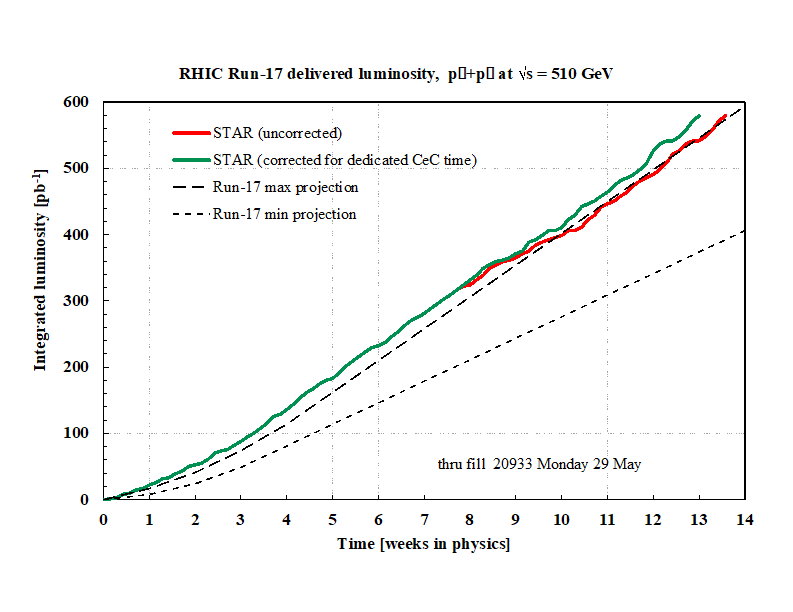 RHIC Run-17 delivered luminosity, p▯+p▯ at √s = 510 GeV
STAR (uncorrected)
STAR (corrected for dedicated CeC time)
Run-17 max projection
Run-17 min projection
Integrated luminosity [pb⁻¹]
600
500
400
300
200
100
0
thru fill 20933 Monday 29 May
0 1 2 3 4 5 6 7 8 9 10 11 12 13 14
Time [weeks in physics]